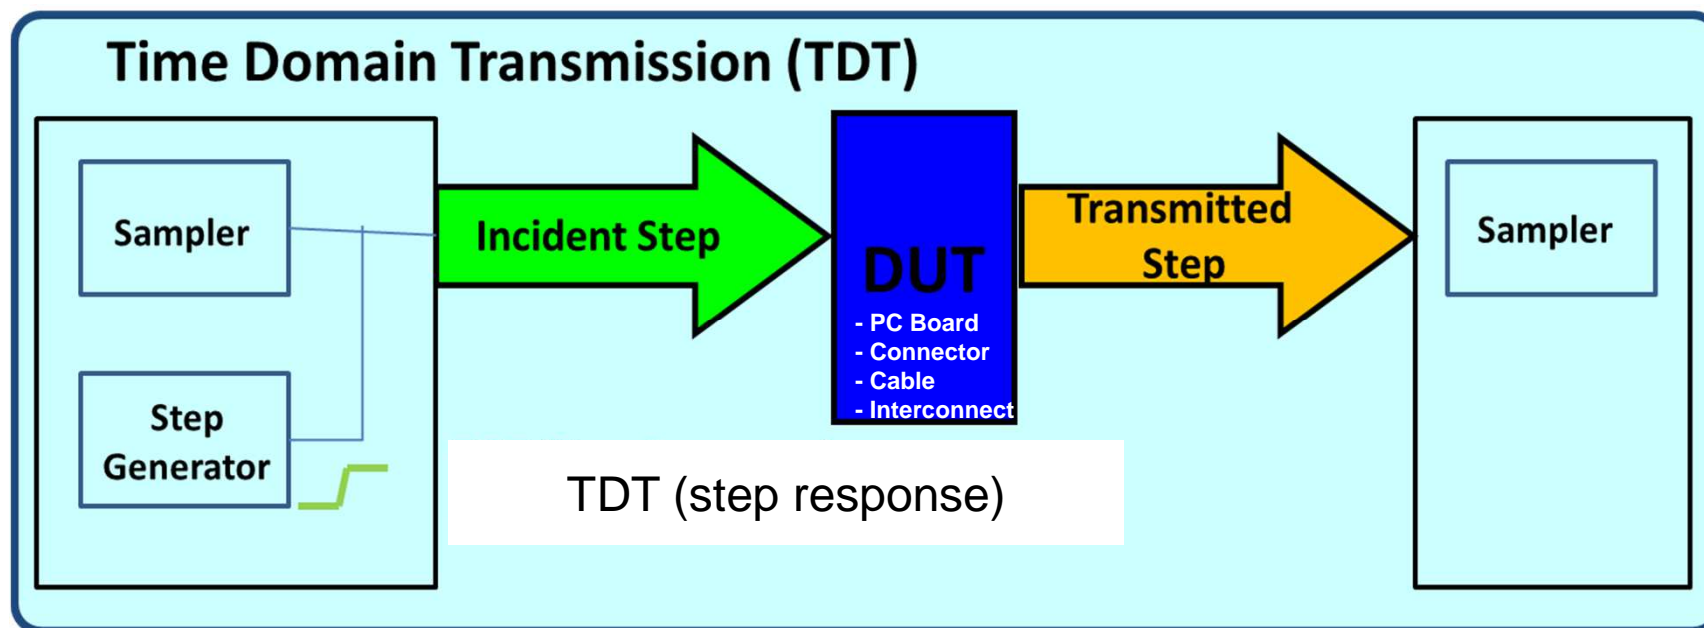 Time Domain Transmission (TDT)
Sampler
Step
Generator
Incident Step
DUT
- PC Board
- Connector
- Cable
- Interconnect
Transmitted
Step
Sampler
TDT (step response)